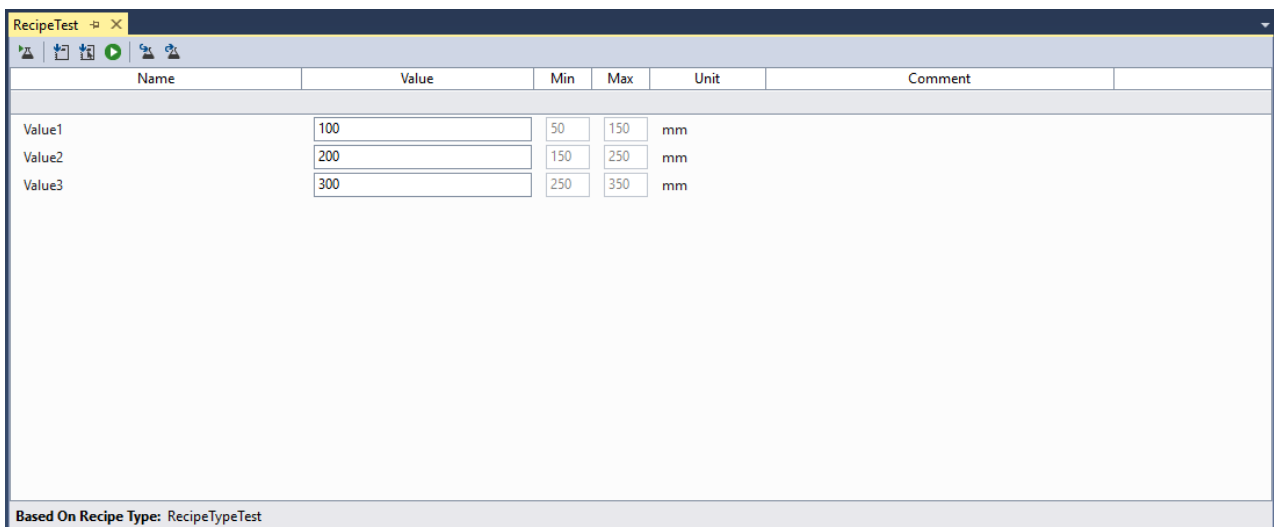 RecipeTest
Name Value Min Max Unit Comment
Value1 100 50 150 mm
Value2 200 150 250 mm
Value3 300 250 350 mm
Based On Recipe Type: RecipeTypeTest